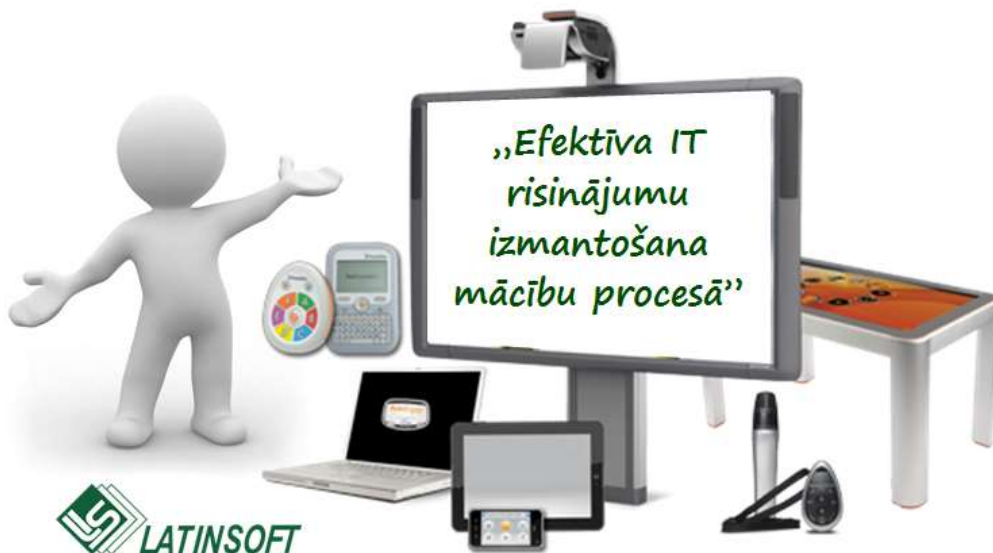 „Efektīva IT
risinājumu
izmantošana
mācību procesā”
LATINSOFT